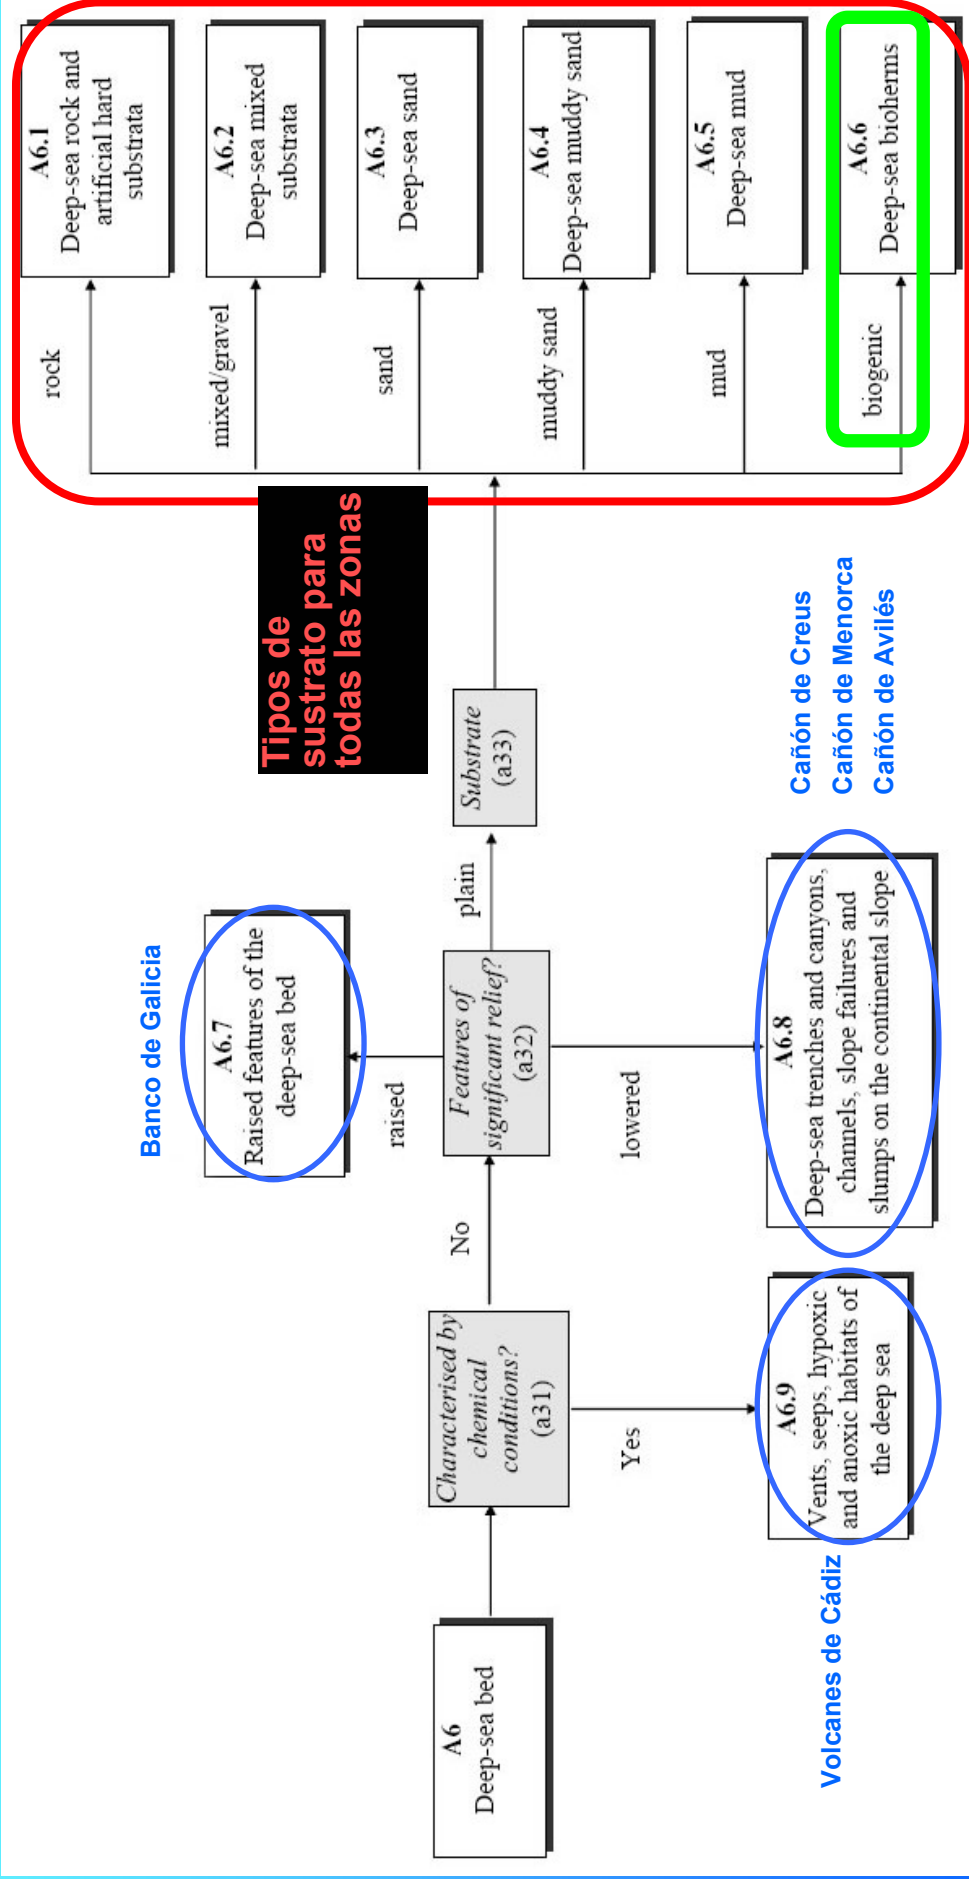 A6
Deep-sea bed
Characterised by
chemical
conditions?
(a31)
Yes
A6.9
Vents, seeps, hypoxic
and anoxic habitats of
the deep sea
Volcanes de Cádiz
No
Features of
significant relief?
(a32)
raised
A6.7
Raised features of the
deep-sea bed
Banco de Galicia
lowered
A6.8
Deep-sea trenches and canyons,
channels, slope failures and
slumps on the continental slope
Cañón de Creus
Cañón de Menorca
Cañón de Avilés
plain
Substrate
(a33)
Tipos de
sustrato para
todas las zonas
rock
A6.1
Deep-sea rock and
artificial hard
substrata
mixed/gravel
A6.2
Deep-sea mixed
substrata
sand
A6.3
Deep-sea sand
muddy sand
A6.4
Deep-sea muddy sand
mud
A6.5
Deep-sea mud
biogenic
A6.6
Deep-sea bioherms